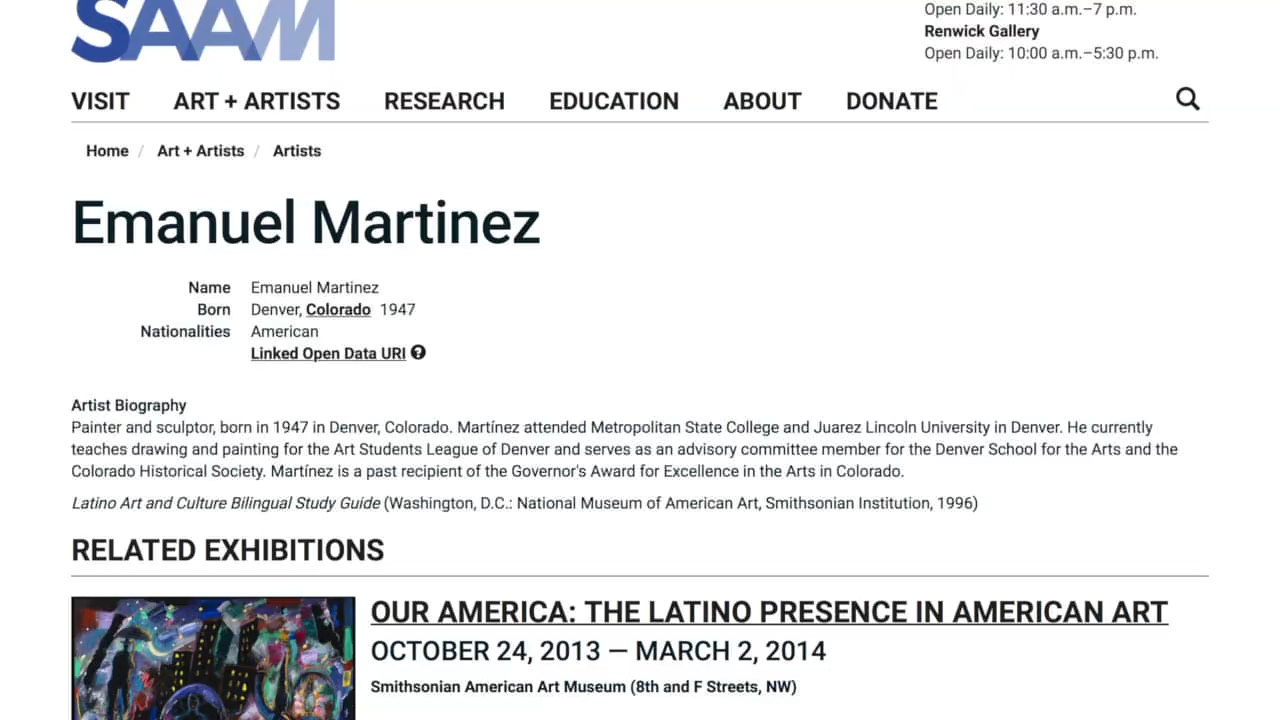 SAAM
Open Daily: 11:30 a.m.–7 p.m.
Renwick Gallery
Open Daily: 10:00 a.m.–5:30 p.m.
VISIT ART + ARTISTS RESEARCH EDUCATION ABOUT DONATE
Home / Art + Artists / Artists
Emanuel Martinez
Name Emanuel Martinez
Born Denver, Colorado 1947
Nationalities American
Linked Open Data URI ?
Artist Biography
Painter and sculptor, born in 1947 in Denver, Colorado. Martínez attended Metropolitan State College and Juarez Lincoln University in Denver. He currently
teaches drawing and painting for the Art Students League of Denver and serves as an advisory committee member for the Denver School for the Arts and the
Colorado Historical Society. Martínez is a past recipient of the Governor's Award for Excellence in the Arts in Colorado.
Latino Art and Culture Bilingual Study Guide (Washington, D.C.: National Museum of American Art, Smithsonian Institution, 1996)
RELATED EXHIBITIONS
OUR AMERICA: THE LATINO PRESENCE IN AMERICAN ART
OCTOBER 24, 2013 — MARCH 2, 2014
Smithsonian American Art Museum (8th and F Streets, NW)